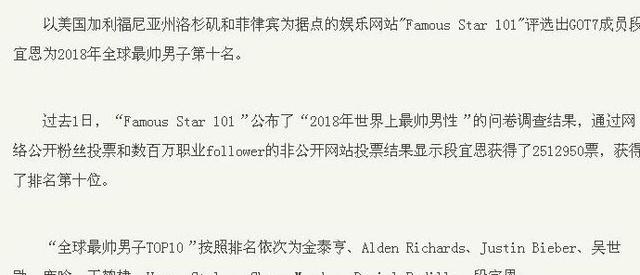 以美国加利福尼亚州洛杉矶和菲律宾为据点的娱乐网站"Famous Star 101"评选出GOT7成员段
宜恩为2018年全球最帅男子第十名。
过去1日，“Famous Star 101”公布了“2018年世界上最帅男性”的问卷调查结果，通过网
络公开粉丝投票和数百万职业follower的非公开网站投票结果显示段宜恩获得了2512950票，获得
了排名第十位。
“全球最帅男子TOP10”按照排名依次为金泰亨、Alden Richards、Justin Bieber、吴世